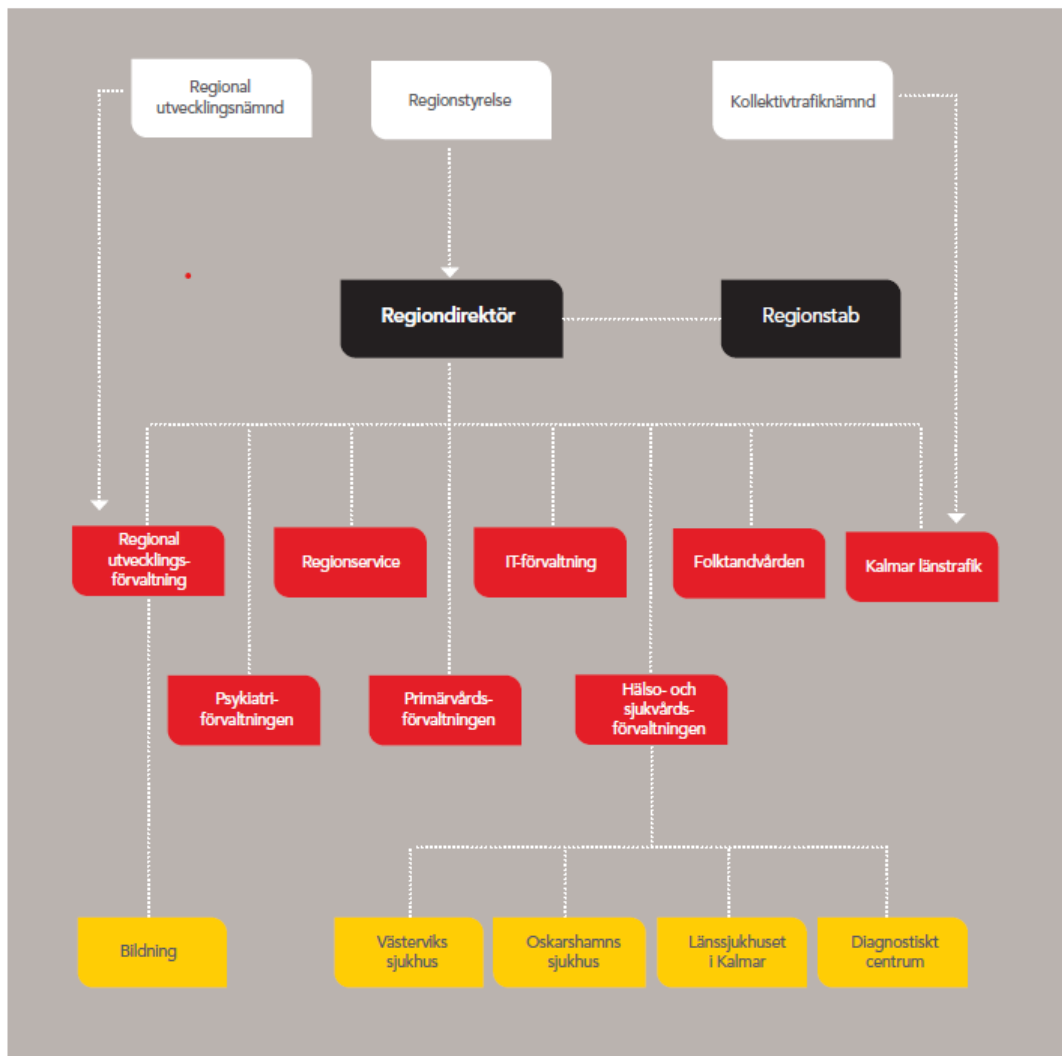 Regional
utvecklingsnämnd
Regionstyrelse
Kollektivtrafiknämnd
Regiondirektör
Regionstab
Regional
utvecklings-
förvaltning
Regionservice
IT-förvaltning
Folktandvården
Kalmar länstrafik
Psykiatri-
förvaltningen
Primärvårds-
förvaltningen
Hälso- och
sjukvårds-
förvaltningen
Bildning
Västerviks
sjukhus
Oskarshamns
sjukhus
Länssjukhuset
i Kalmar
Diagnostiskt
centrum